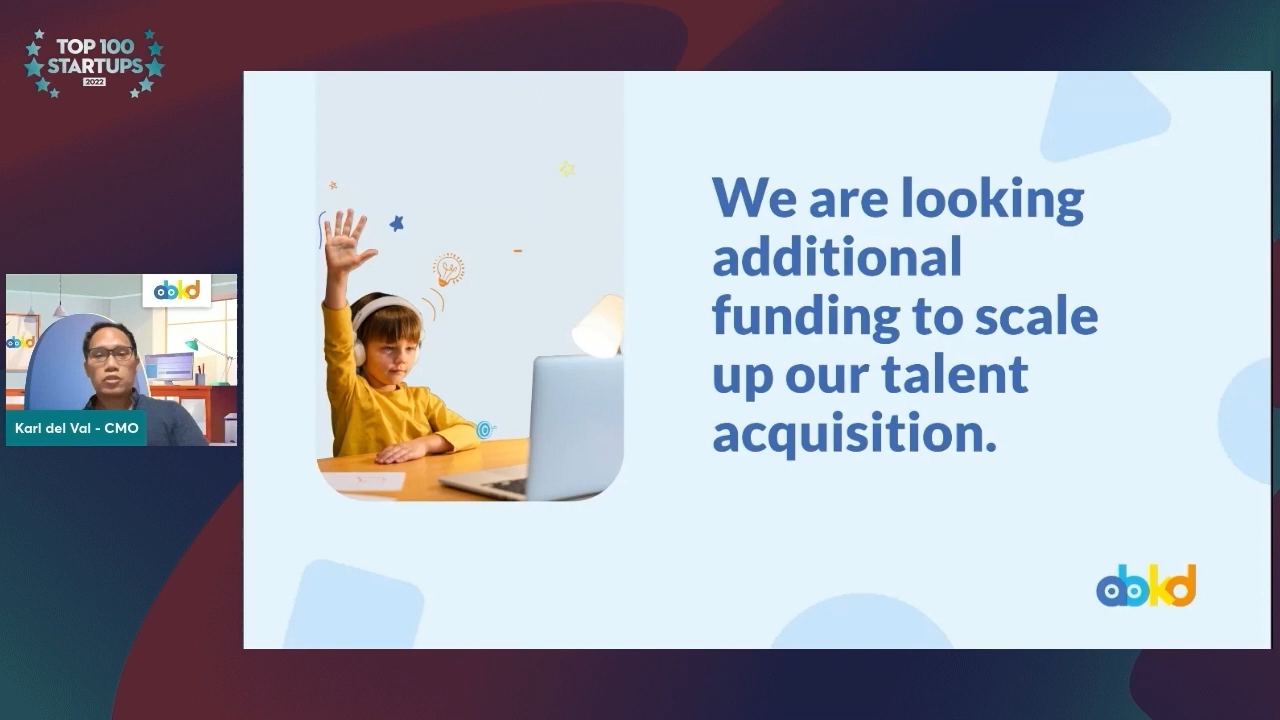 TOP 100
STARTUPS
2022
abkd
abkd
Karl del Val - CMO
We are looking
additional
funding to scale
up our talent
acquisition.
abkd